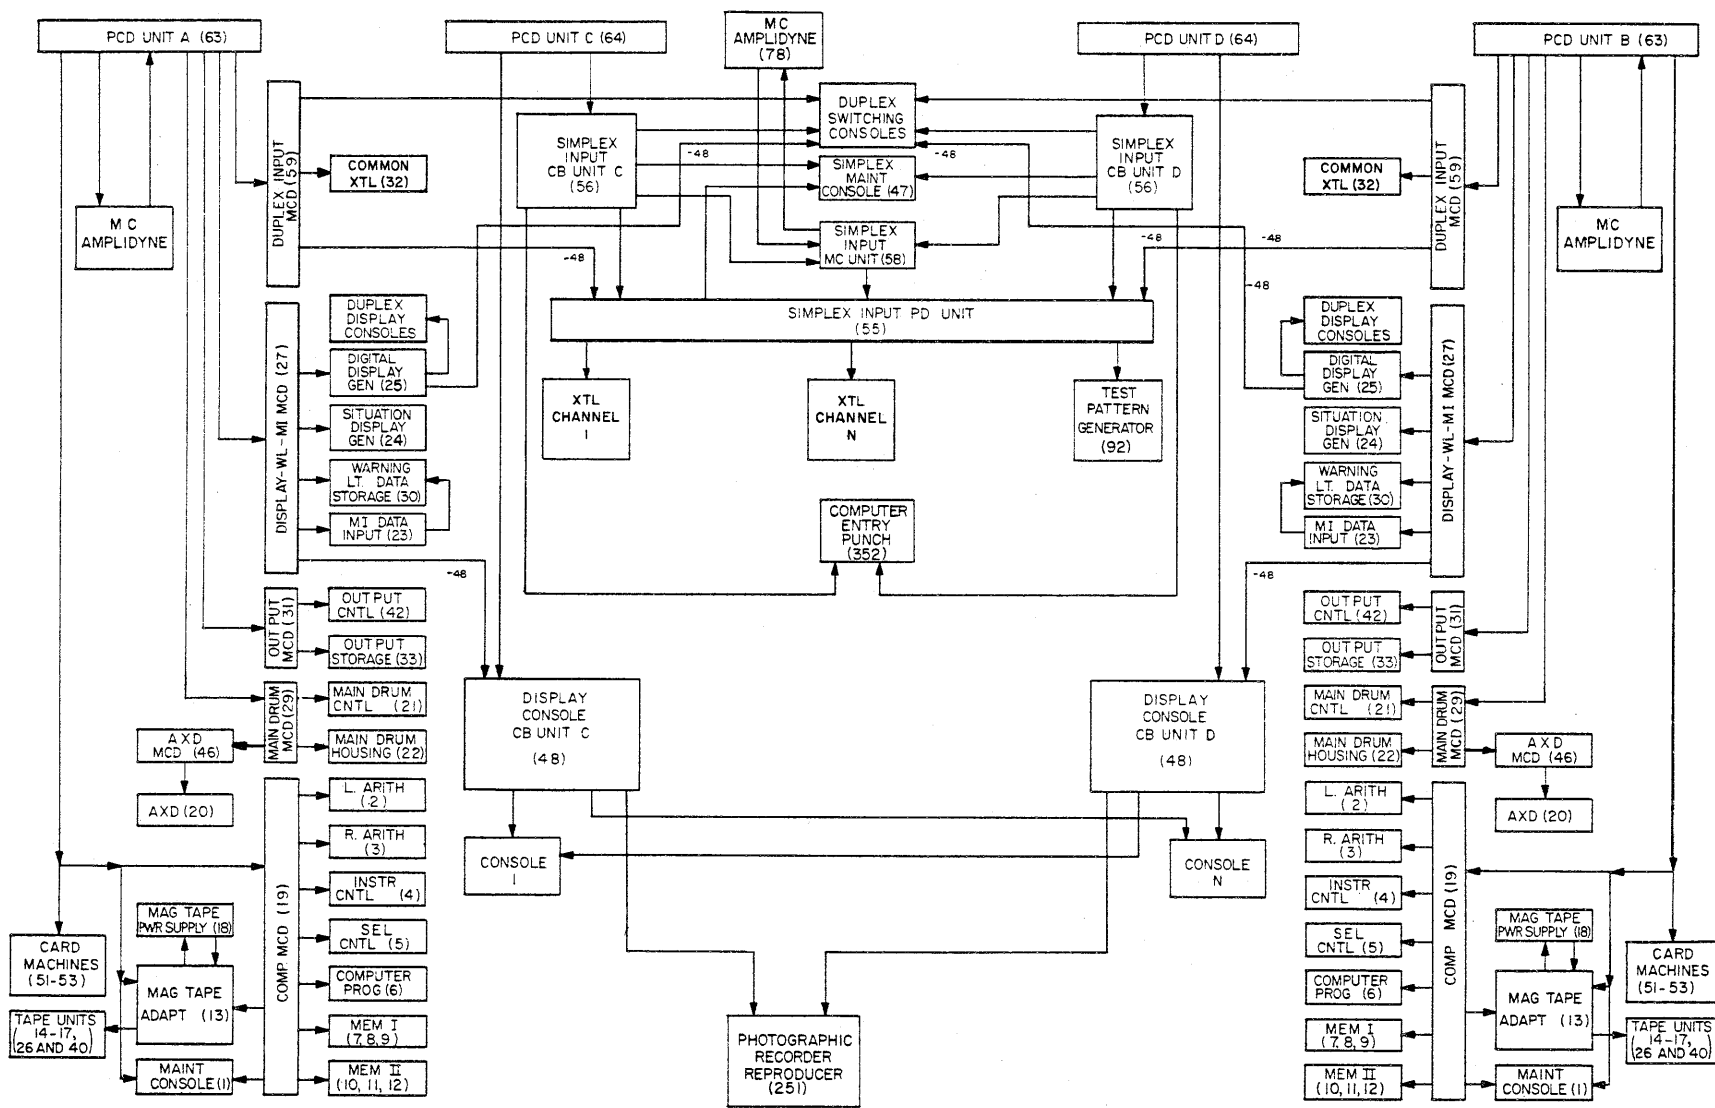 PCD UNIT A (63)
PCD UNIT C (64)
MC
AMPLIDYNE
(78)
PCD UNIT D (64)
PCD UNIT B (63)
DUPLEX INPUT
MCD (59)
COMMON
XTL (32)
MC
AMPLIDYNE
SIMPLEX
INPUT
CB UNIT C
(56)
DUPLEX
SWITCHING
CONSOLES
SIMPLEX
MAINT
CONSOLE (47)
SIMPLEX
INPUT
MC UNIT (58)
SIMPLEX
INPUT
CB UNIT D
(56)
COMMON
XTL (32)
DUPLEX INPUT
MCD (59)
MC
AMPLIDYNE
-48
-48
-48
-48
-48
-48
SIMPLEX INPUT PD UNIT
(55)
XTL
CHANNEL
I
XTL
CHANNEL
N
TEST
PATTERN
GENERATOR
(92)
COMPUTER
ENTRY
PUNCH
(352)
DISPLAY-WL-MI MCD (27)
DUPLEX
DISPLAY
CONSOLES
DIGITAL
DISPLAY
GEN (25)
SITUATION
DISPLAY
GEN (24)
WARNING
LT. DATA
STORAGE (30)
MI DATA
INPUT (23)
-48
DUPLEX
DISPLAY
CONSOLES
DIGITAL
DISPLAY
GEN (25)
SITUATION
DISPLAY
GEN (24)
WARNING
LT. DATA
STORAGE (30)
MI DATA
INPUT (23)
DISPLAY-WL-MI MCD (27)
-48
OUTPUT
MCD (31)
OUTPUT
CNTL (42)
OUTPUT
STORAGE (33)
OUTPUT
CNTL (42)
OUTPUT
STORAGE (33)
OUTPUT
MCD (31)
MAIN DRUM
MCD (29)
MAIN DRUM
CNTL (21)
MAIN DRUM
HOUSING (22)
AXD
MCD (46)
AXD (20)
DISPLAY
CONSOLE
CB UNIT C
(48)
DISPLAY
CONSOLE
CB UNIT D
(48)
MAIN DRUM
CNTL (21)
MAIN DRUM
HOUSING (22)
MAIN DRUM
MCD (29)
AXD
MCD (46)
AXD (20)
CONSOLE
I
CONSOLE
N
PHOTOGRAPHIC
RECORDER
REPRODUCER
(251)
COMP MCD (19)
L. ARITH
(2)
R. ARITH
(3)
INSTR
CNTL (4)
SEL
CNTL (5)
COMPUTER
PROG (6)
MEM I
(7, 8, 9)
MEM II
(10, 11, 12)
CARD
MACHINES
(51-53)
MAG TAPE
PWR SUPPLY (18)
MAG TAPE
ADAPT (13)
TAPE UNITS
(14-17,
26 AND 40)
MAINT
CONSOLE (1)
L. ARITH
(2)
R. ARITH
(3)
INSTR
CNTL (4)
SEL
CNTL (5)
COMPUTER
PROG (6)
MEM I
(7, 8, 9)
MEM II
(10, 11, 12)
COMP MCD (19)
MAG TAPE
PWR SUPPLY (18)
MAG TAPE
ADAPT (13)
CARD
MACHINES
(51-53)
TAPE UNITS
(14-17,
26 AND 40)
MAINT
CONSOLE (1)